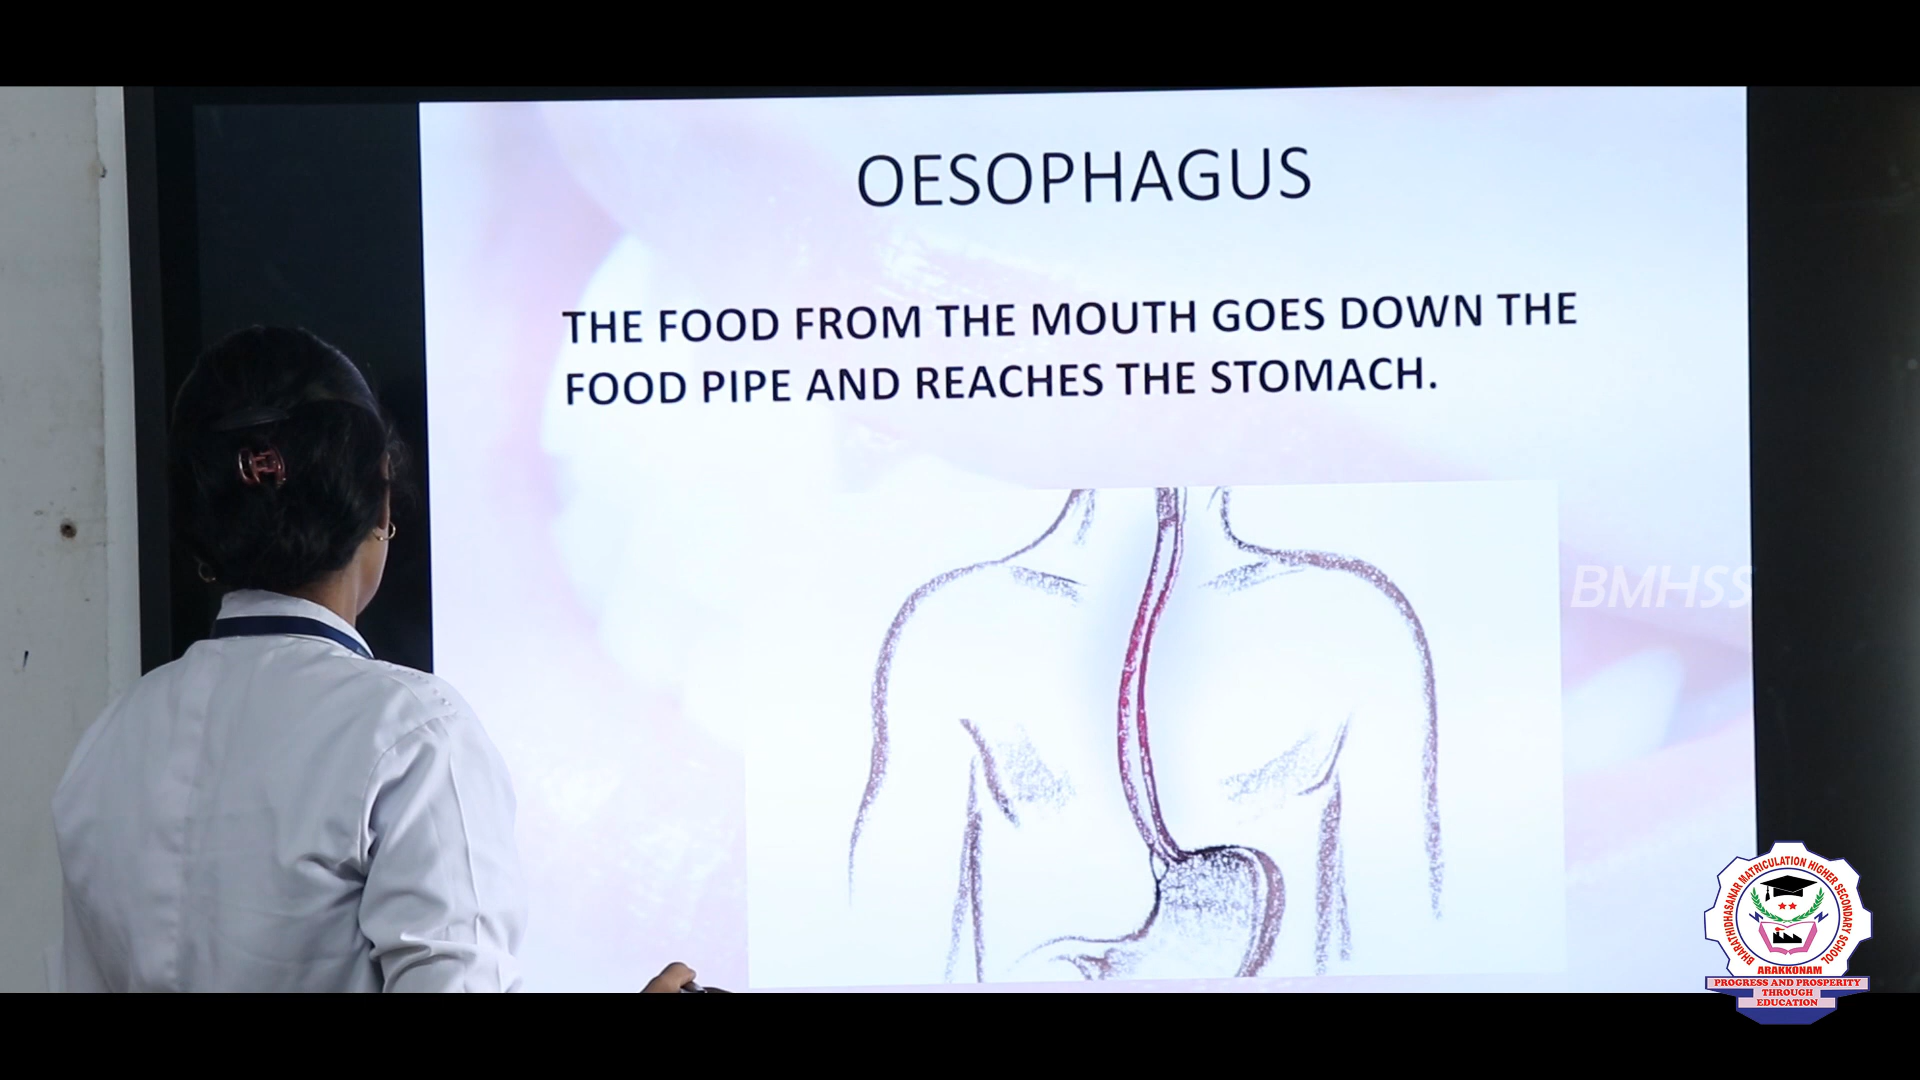 OESOPHAGUS
THE FOOD FROM THE MOUTH GOES DOWN THE
FOOD PIPE AND REACHES THE STOMACH.
BMHSS
BHARATHIDHASANAR MATRICULATION HIGHER SECONDARY SCHOOL
ARAKKONAM
PROGRESS AND PROSPERITY
THROUGH
EDUCATION